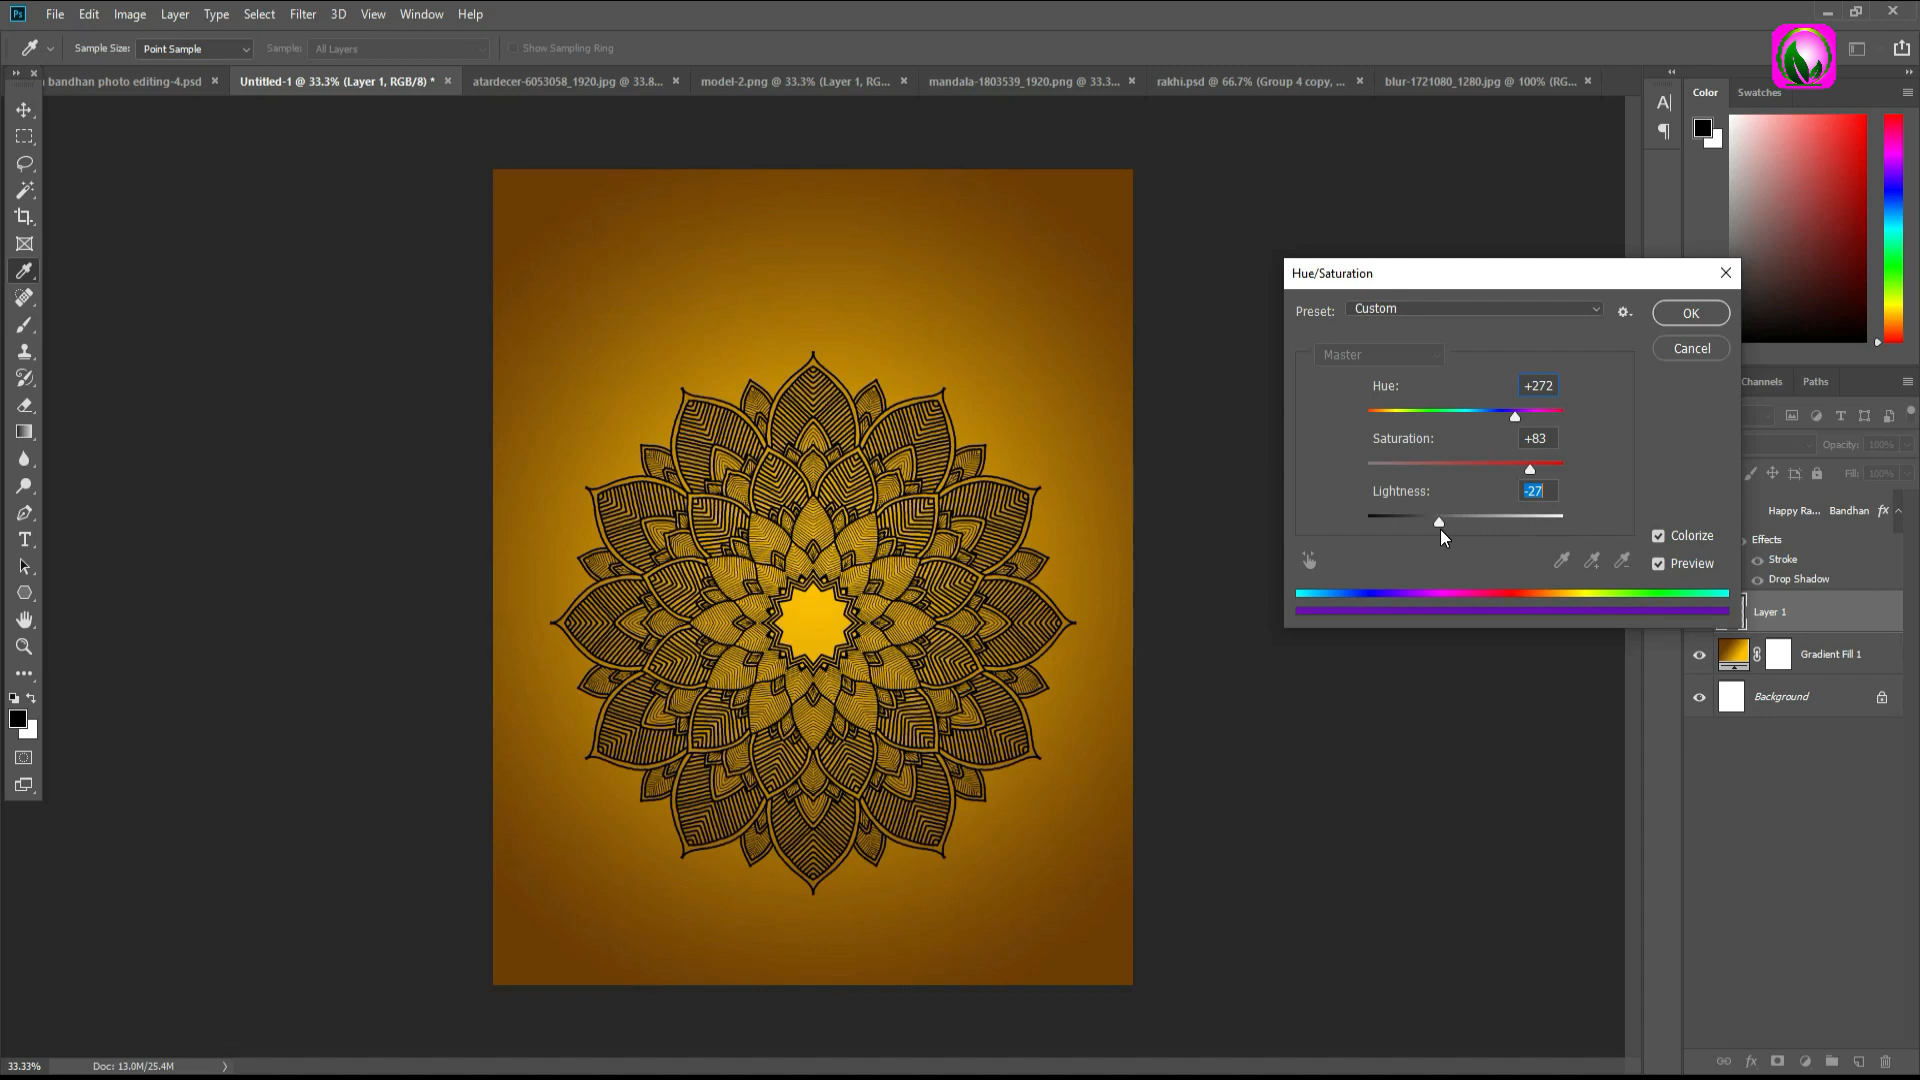 Ps File Edit Image Layer Type Select Filter 3D View Window Help
Sample Size: Point Sample Sample: All Layers Show Sampling Ring
bandhan photo editing-4.psd Untitled-1 @ 33.3% (Layer 1, RGB/8) * atardecer-6053058_1920.jpg @ 33.8... model-2.png @ 33.3% (Layer 1, RG... mandala-1803539_1920.png @ 33.3... rakhi.psd @ 66.7% (Group 4 copy, ... blur-1721080_1280.jpg @ 100% (RG...
Color Swatches
Hue/Saturation
Preset: Custom OK
Master Cancel
Hue: +272
Saturation: +83
Lightness: -27
Colorize
Preview
Channels Paths
Opacity: 100%
Fill: 100%
Happy Ra... Bandhan fx
Effects
Stroke
Drop Shadow
Layer 1
Gradient Fill 1
Background
33.33% Doc: 13.0M/25.4M